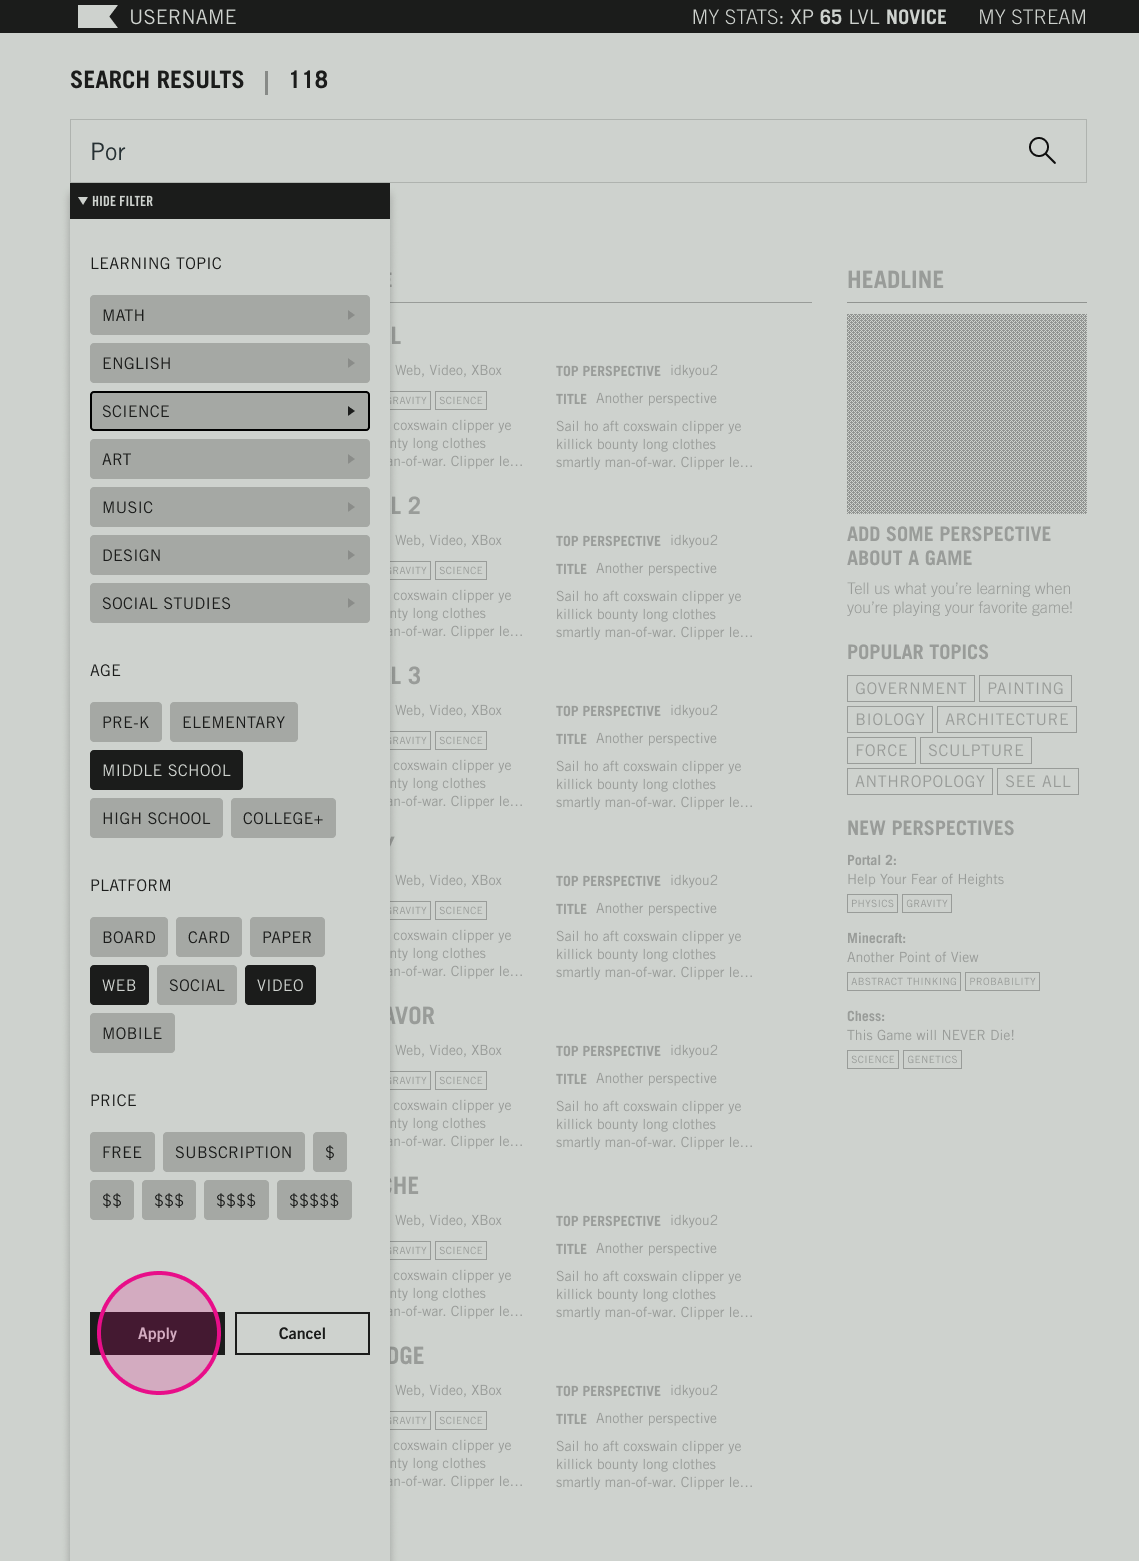 USERNAME
MY STATS: XP 65 LVL NOVICE MY STREAM
SEARCH RESULTS | 118
Por
HIDE FILTER
LEARNING TOPIC
MATH
ENGLISH
SCIENCE
ART
MUSIC
DESIGN
SOCIAL STUDIES
AGE
PRE-K ELEMENTARY
MIDDLE SCHOOL
HIGH SCHOOL COLLEGE+
PLATFORM
BOARD CARD PAPER
WEB SOCIAL VIDEO
MOBILE
PRICE
FREE SUBSCRIPTION $
$$ $$$ $$$$ $$$$$
Apply Cancel
L
Web, Video, XBox
RAVITY SCIENCE
coxswain clipper ye
nty long clothes
an-of-war. Clipper le...
TOP PERSPECTIVE idkyou2
TITLE Another perspective
Sail ho aft coxswain clipper ye
killick bounty long clothes
smartly man-of-war. Clipper le...
L 2
Web, Video, XBox
RAVITY SCIENCE
coxswain clipper ye
nty long clothes
an-of-war. Clipper le...
TOP PERSPECTIVE idkyou2
TITLE Another perspective
Sail ho aft coxswain clipper ye
killick bounty long clothes
smartly man-of-war. Clipper le...
L 3
Web, Video, XBox
RAVITY SCIENCE
coxswain clipper ye
nty long clothes
an-of-war. Clipper le...
TOP PERSPECTIVE idkyou2
TITLE Another perspective
Sail ho aft coxswain clipper ye
killick bounty long clothes
smartly man-of-war. Clipper le...
Web, Video, XBox
RAVITY SCIENCE
coxswain clipper ye
nty long clothes
an-of-war. Clipper le...
TOP PERSPECTIVE idkyou2
TITLE Another perspective
Sail ho aft coxswain clipper ye
killick bounty long clothes
smartly man-of-war. Clipper le...
AVOR
Web, Video, XBox
RAVITY SCIENCE
coxswain clipper ye
nty long clothes
an-of-war. Clipper le...
TOP PERSPECTIVE idkyou2
TITLE Another perspective
Sail ho aft coxswain clipper ye
killick bounty long clothes
smartly man-of-war. Clipper le...
CHE
Web, Video, XBox
RAVITY SCIENCE
coxswain clipper ye
nty long clothes
an-of-war. Clipper le...
TOP PERSPECTIVE idkyou2
TITLE Another perspective
Sail ho aft coxswain clipper ye
killick bounty long clothes
smartly man-of-war. Clipper le...
DGE
Web, Video, XBox
RAVITY SCIENCE
coxswain clipper ye
nty long clothes
an-of-war. Clipper le...
TOP PERSPECTIVE idkyou2
TITLE Another perspective
Sail ho aft coxswain clipper ye
killick bounty long clothes
smartly man-of-war. Clipper le...
HEADLINE
ADD SOME PERSPECTIVE
ABOUT A GAME
Tell us what you're learning when
you're playing your favorite game!
POPULAR TOPICS
GOVERNMENT PAINTING
BIOLOGY ARCHITECTURE
FORCE SCULPTURE
ANTHROPOLOGY SEE ALL
NEW PERSPECTIVES
Portal 2:
Help Your Fear of Heights
PHYSICS GRAVITY
Minecraft:
Another Point of View
ABSTRACT THINKING PROBABILITY
Chess:
This Game will NEVER Die!
SCIENCE GENETICS